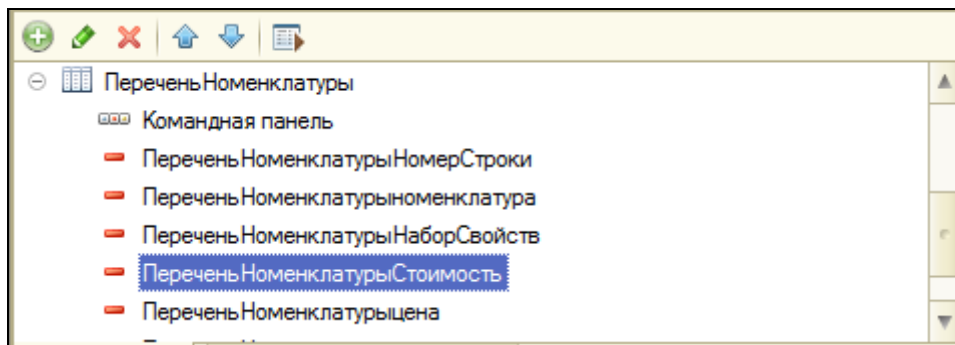 ПереченьНоменклатуры
Командная панель
ПереченьНоменклатурыНомерСтроки
ПереченьНоменклатурыноменклатура
ПереченьНоменклатурыНаборСвойств
ПереченьНоменклатурыСтоимость
ПереченьНоменклатурыцена